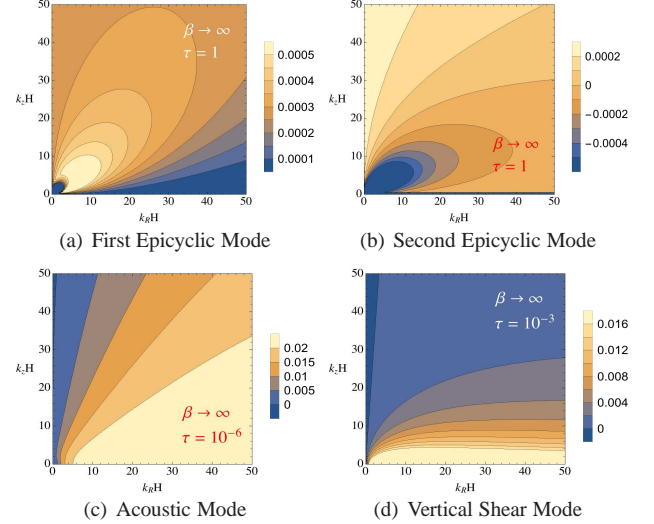 50
40
30
k_zH
20
10
0
0 10 20 30 40 50
k_RH
β → ∞
τ = 1
0.0005
0.0004
0.0003
0.0002
0.0001
(a) First Epicyclic Mode
50
40
30
k_zH
20
10
0
0 10 20 30 40 50
k_RH
β → ∞
τ = 1
0.0002
0
−0.0002
−0.0004
(b) Second Epicyclic Mode
50
40
30
k_zH
20
10
0
0 10 20 30 40 50
k_RH
β → ∞
τ = 10^{-6}
0.02
0.015
0.01
0.005
0
(c) Acoustic Mode
50
40
30
k_zH
20
10
0
0 10 20 30 40 50
k_RH
β → ∞
τ = 10^{-3}
0.016
0.012
0.008
0.004
0
(d) Vertical Shear Mode